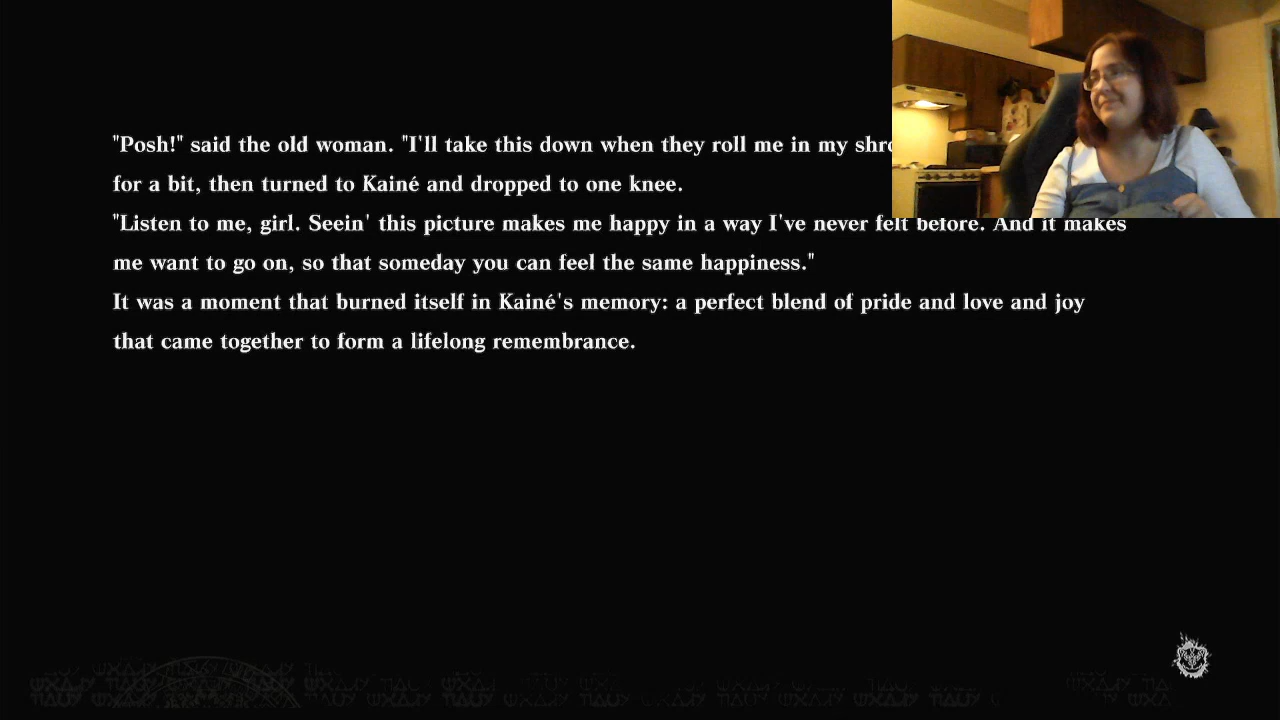 "Posh!" said the old woman. "I'll take this down when they roll me in my
for a bit, then turned to Kainé and dropped to one knee.
"Listen to me, girl. Seein' this picture makes me happy in a way I've never felt before. And it makes
me want to go on, so that someday you can feel the same happiness."
It was a moment that burned itself in Kainé's memory: a perfect blend of pride and love and joy
that came together to form a lifelong remembrance.